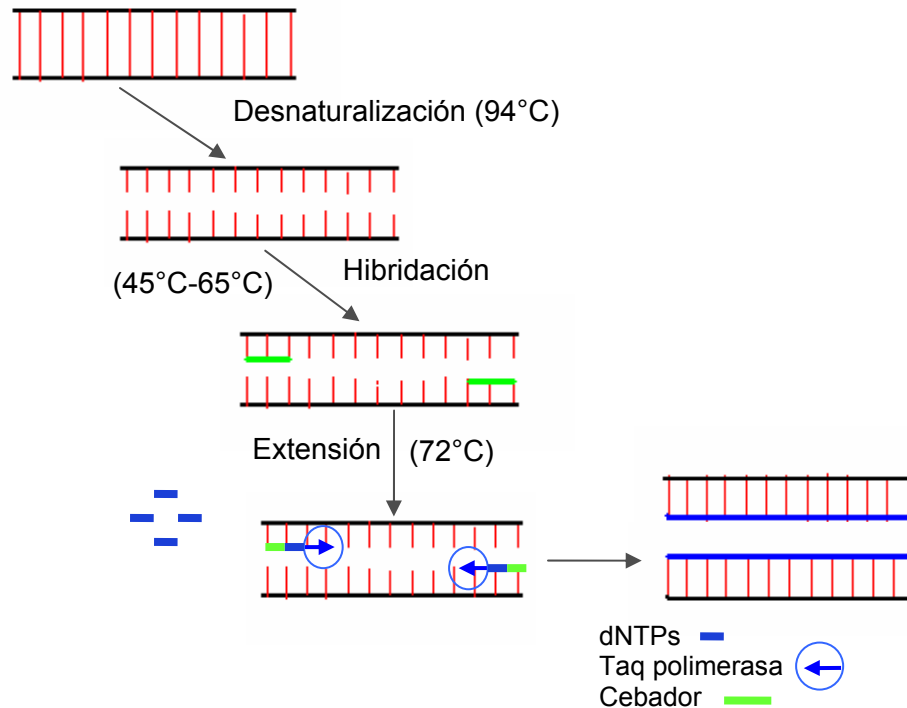 Desnaturalización (94°C)
(45°C-65°C)
Hibridación
Extensión
(72°C)
dNTPs
Taq polimerasa
Cebador